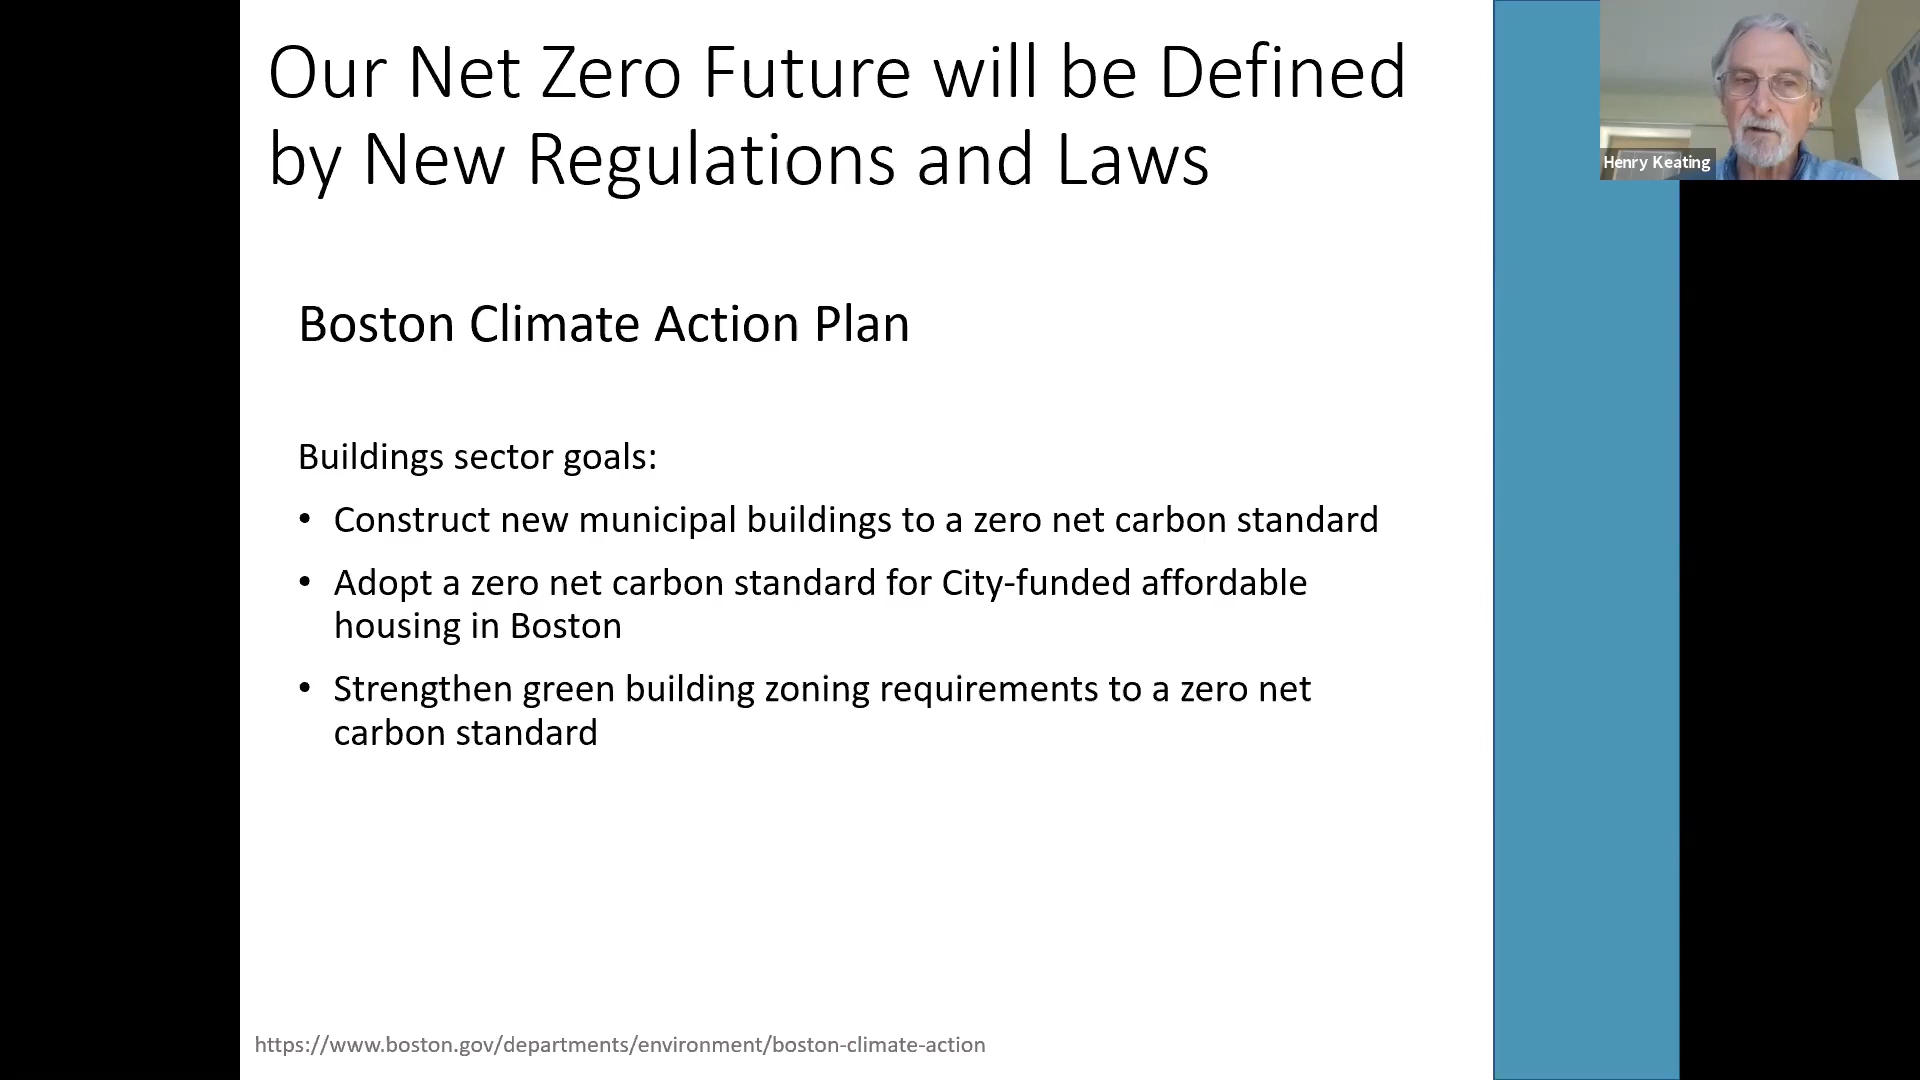 Our Net Zero Future will be Defined
by New Regulations and Laws
Henry Keating
Boston Climate Action Plan
Buildings sector goals:
• Construct new municipal buildings to a zero net carbon standard
• Adopt a zero net carbon standard for City-funded affordable
housing in Boston
• Strengthen green building zoning requirements to a zero net
carbon standard
https://www.boston.gov/departments/environment/boston-climate-action